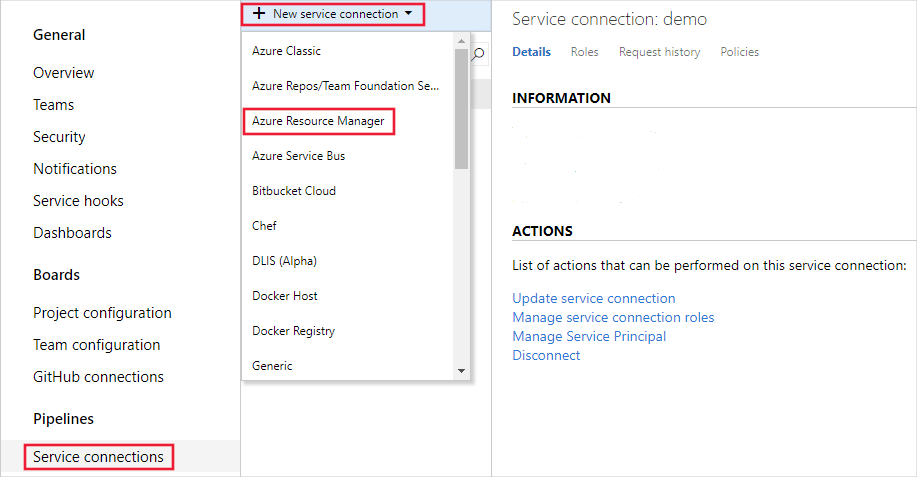 General
Overview
Teams
Security
Notifications
Service hooks
Dashboards
Boards
Project configuration
Team configuration
GitHub connections
Pipelines
Service connections
+ New service connection
Azure Classic
Azure Repos/Team Foundation Se...
Azure Resource Manager
Azure Service Bus
Bitbucket Cloud
Chef
DLIS (Alpha)
Docker Host
Docker Registry
Generic
Service connection: demo
Details Roles Request history Policies
INFORMATION
ACTIONS
List of actions that can be performed on this service connection:
Update service connection
Manage service connection roles
Manage Service Principal
Disconnect